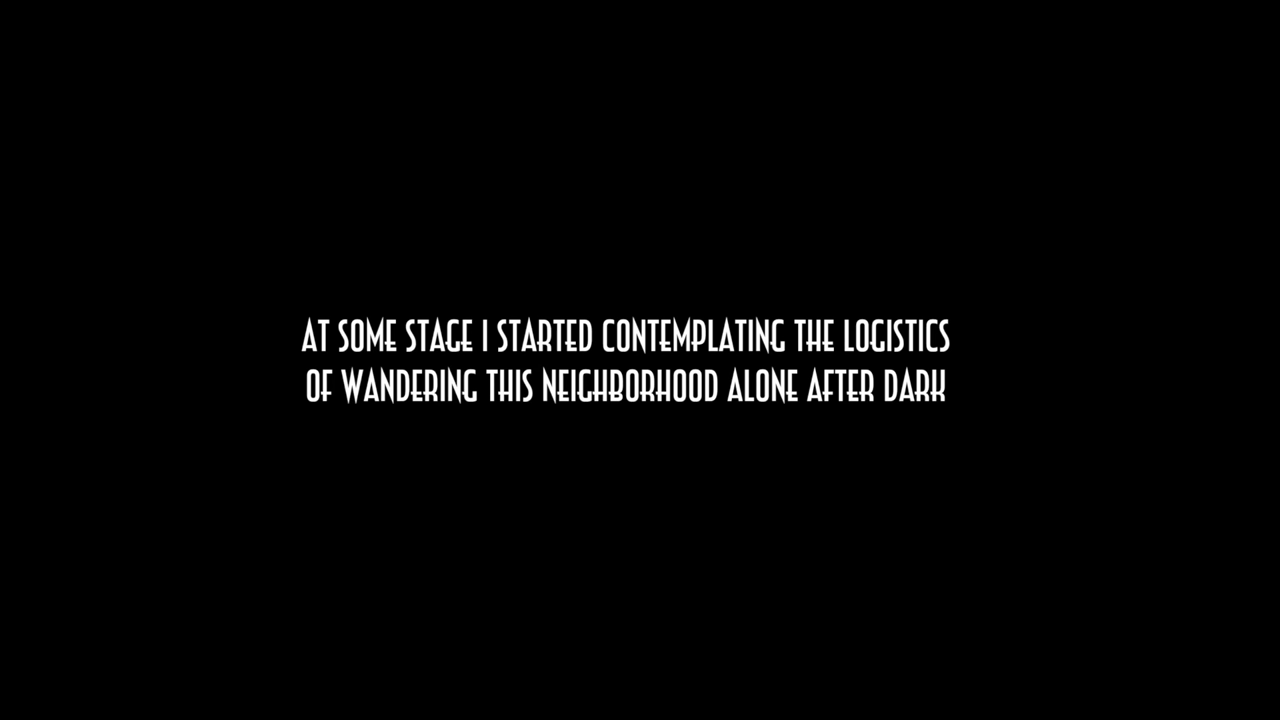 AT SOME STAGE I STARTED CONTEMPLATING THE LOGISTICS
OF WANDERING THIS NEIGHBORHOOD ALONE AFTER DARK